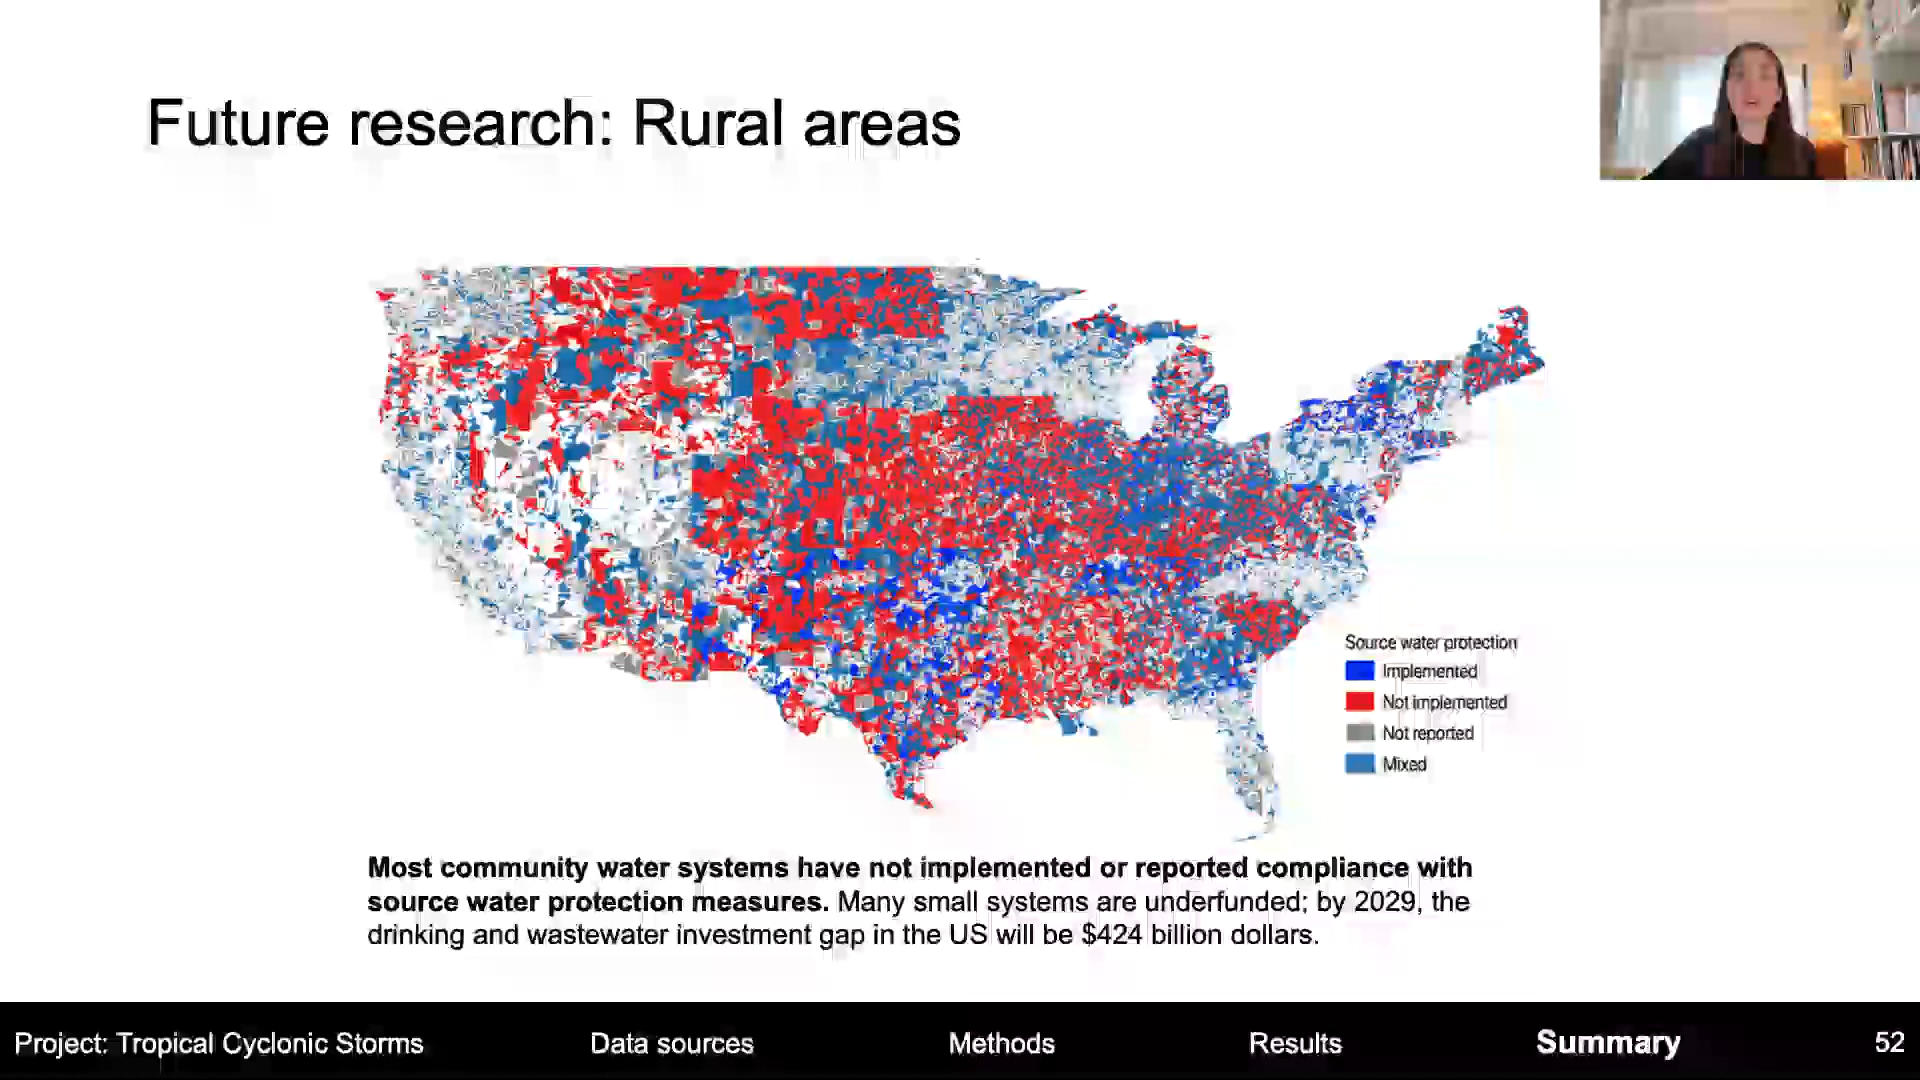 Future research: Rural areas
Source water protection
Implemented
Not implemented
Not reported
Mixed
Most community water systems have not implemented or reported compliance with
source water protection measures. Many small systems are underfunded; by 2029, the
drinking and wastewater investment gap in the US will be $424 billion dollars.
Project: Tropical Cyclonic Storms
Data sources
Methods
Results
Summary
52